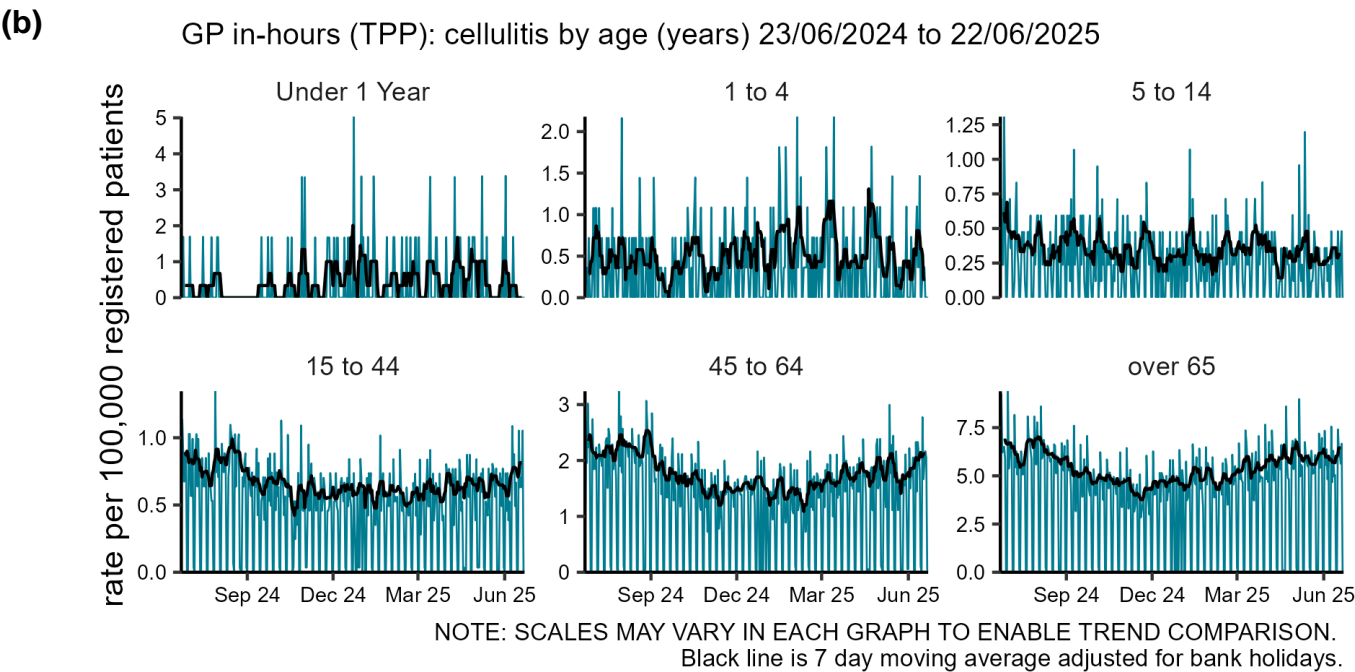 (b)
GP in-hours (TPP): cellulitis by age (years) 23/06/2024 to 22/06/2025
rate per 100,000 registered patients
Under 1 Year
5
4
3
2
1
0
1 to 4
2.0
1.5
1.0
0.5
0.0
5 to 14
1.25
1.00
0.75
0.50
0.25
0.00
15 to 44
1.0
0.5
0.0
Sep 24 Dec 24 Mar 25 Jun 25
45 to 64
3
2
1
0
Sep 24 Dec 24 Mar 25 Jun 25
over 65
7.5
5.0
2.5
0.0
Sep 24 Dec 24 Mar 25 Jun 25
NOTE: SCALES MAY VARY IN EACH GRAPH TO ENABLE TREND COMPARISON.
Black line is 7 day moving average adjusted for bank holidays.